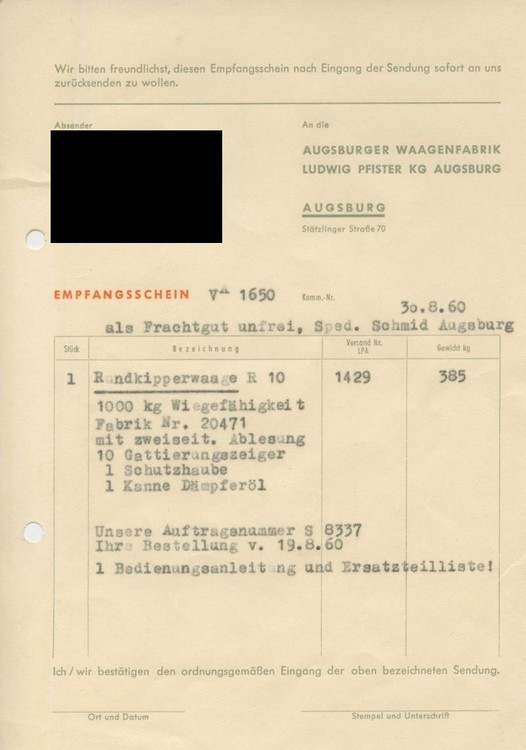 Wir bitten freundlichst, diesen Empfangsschein nach Eingang der Sendung sofort an uns
zurücksenden zu wollen.
Absender
An die
AUGSBURGER WAAGENFABRIK
LUDWIG PFISTER KG AUGSBURG
AUGSBURG
Stätzlinger Straße 70
EMPFANGSSCHEIN V 1650 Komm.-Nr.
30.8.60
als Frachtgut unfrei, Sped. Schmid Augsburg
Stück Bezeichnung Versand Nr. LPA Gewicht kg
1 Rundkipperwaage R 10 1429 385
1000 kg Wiegefähigkeit
Fabrik Nr. 20471
mit zweiseit. Ablesung
10 Gattierungszeiger
1 Schutzhaube
1 Kanne Dämpferöl
Unsere Auftragsnummer S 8337
Ihre Bestellung v. 19.8.60
1 Bedienungsanleitung und Ersatzteilliste!
Ich/wir bestätigen den ordnungsgemäßen Eingang der oben bezeichneten Sendung.
Ort und Datum Stempel und Unterschrift